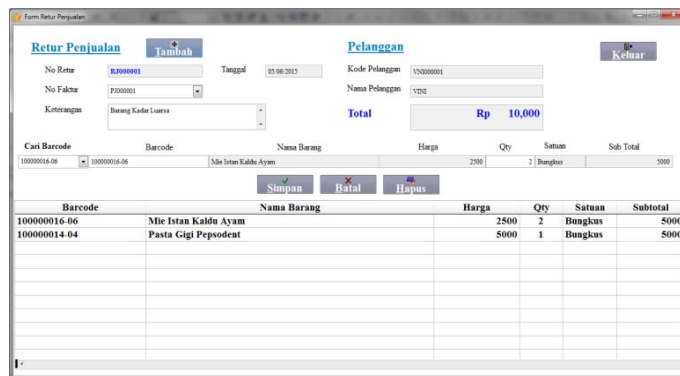 Form Retur Penjualan
Retur Penjualan Tambah Pelanggan Keluar
No Retur RJ000001 Tanggal 05/06/2015 Kode Pelanggan VNI000001
No Faktur PJ000001 Nama Pelanggan VINI
Keterangan Barang Kadar Luarsa Total Rp 10,000
Cari Barcode Barcode Nama Barang Harga Qty Satuan Sub Total
100000016-06 100000016-06 Mie Istan Kaldu Ayam 2500 2 Bungkus 5000
Simpan Batal Hapus
Barcode Nama Barang Harga Qty Satuan Subtotal
100000016-06 Mie Istan Kaldu Ayam 2500 2 Bungkus 5000
100000014-04 Pasta Gigi Pepsodent 5000 1 Bungkus 5000